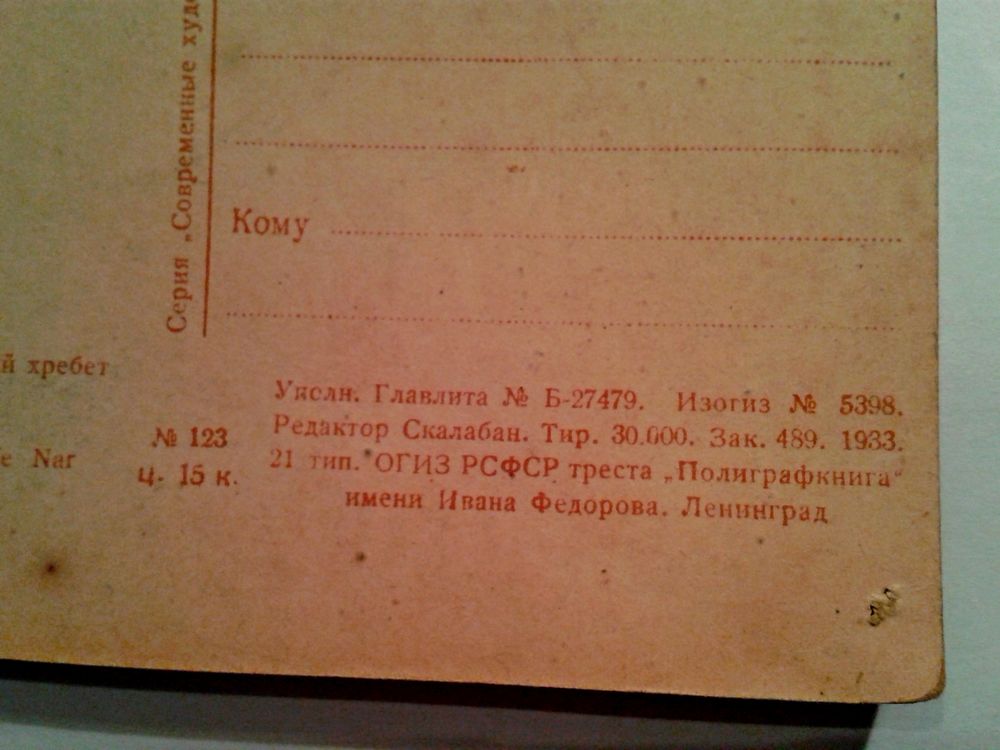 Серия „Современные худо
Кому
й хребет
e Nar
№ 123
Ц. 15 к.
Уполн. Главлита № Б-27479. Изогиз № 5398.
Редактор Скалабан. Тир. 30.000. Зак. 489. 1933.
21 тип. ОГИЗ РСФСР треста „Полиграфкнига“
имени Ивана Федорова. Ленинград